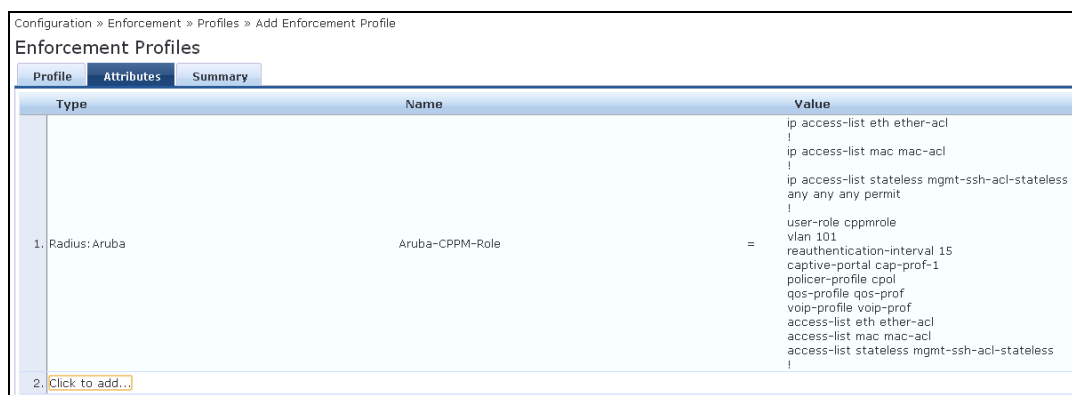 Configuration » Enforcement » Profiles » Add Enforcement Profile
Enforcement Profiles
Profile Attributes Summary
Type Name Value
ip access-list eth ether-acl
!
ip access-list mac mac-acl
!
ip access-list stateless mgmt-ssh-acl-stateless
any any any permit
!
user-role cppmrole
vlan 101
1. Radius:Aruba Aruba-CPPM-Role =
reauthentication-interval 15
captive-portal cap-prof-1
policer-profile cpol
qos-profile qos-prof
voip-profile voip-prof
access-list eth ether-acl
access-list mac mac-acl
access-list stateless mgmt-ssh-acl-stateless
!
2. Click to add...